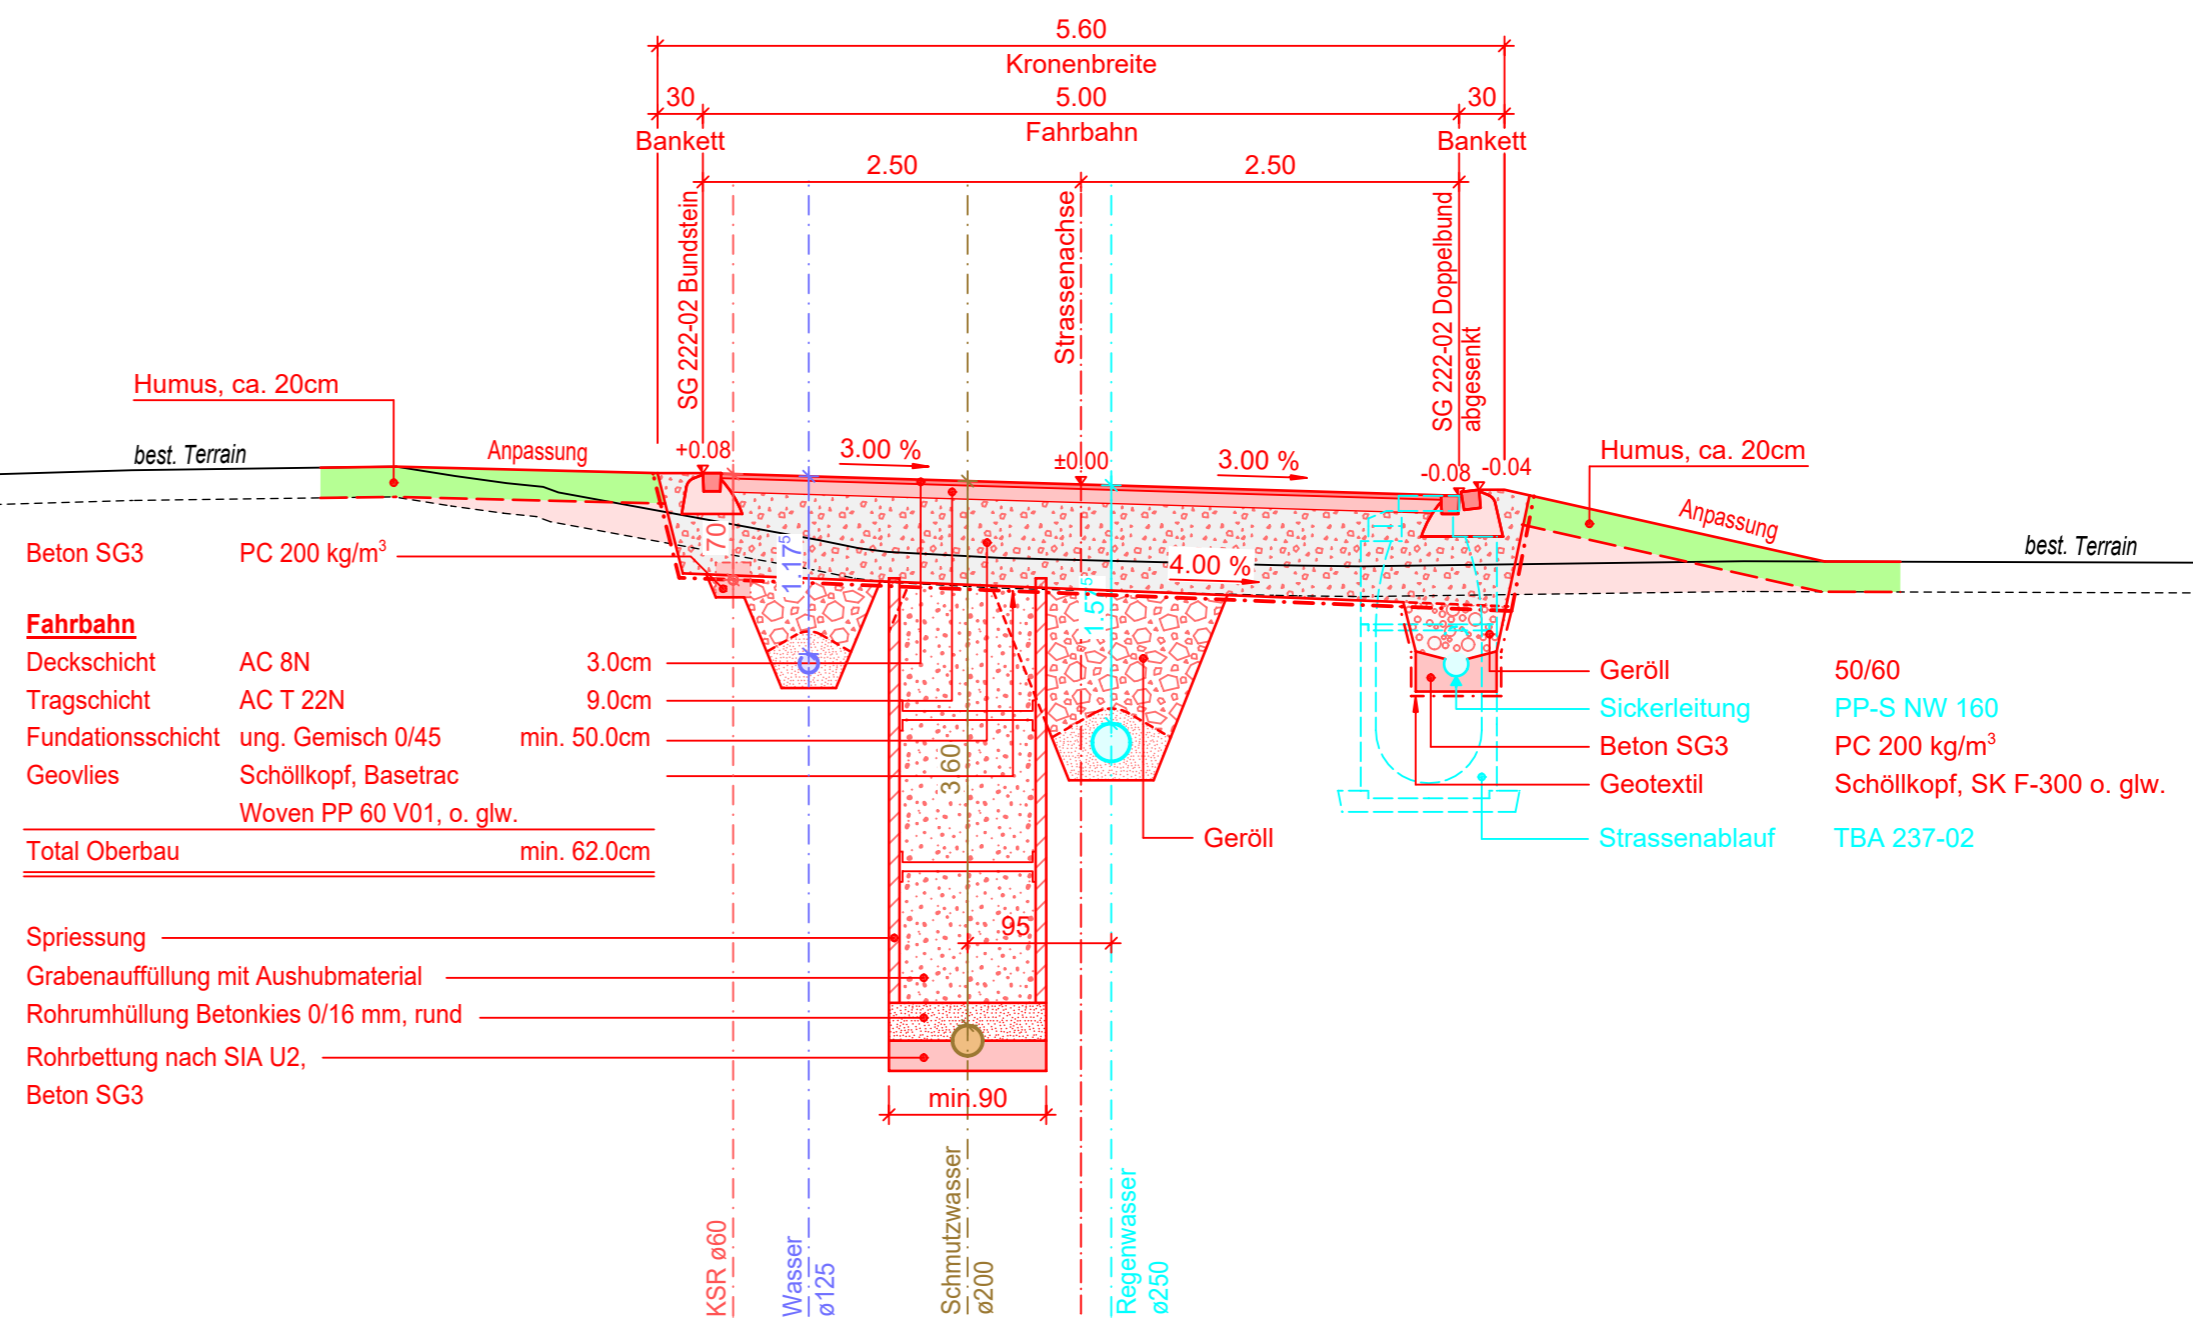 5.60
Kronenbreite
30 5.00 30
Bankett Fahrbahn Bankett
2.50 2.50
SG 222-02 Bundstein
Strassenachse
SG 222-02 Doppelbund
abgesenkt
Humus, ca. 20cm
best. Terrain
Anpassung
+0.08
3.00 %
±0.00
3.00 %
-0.08
-0.04
Humus, ca. 20cm
Anpassung
best. Terrain
70
1.17⁵
1.57⁵
4.00 %
Beton SG3 PC 200 kg/m³
Fahrbahn
Deckschicht AC 8N 3.0cm
Tragschicht AC T 22N 9.0cm
Fundationsschicht ung. Gemisch 0/45 min. 50.0cm
Geovlies Schöllkopf, Basetrac
Woven PP 60 V01, o. glw.
Total Oberbau min. 62.0cm
3.60
Geröll
Geröll 50/60
Sickerleitung PP-S NW 160
Beton SG3 PC 200 kg/m³
Geotextil Schöllkopf, SK F-300 o. glw.
Strassenablauf TBA 237-02
95
Spriessung
Grabenauffüllung mit Aushubmaterial
Rohrumhüllung Betonkies 0/16 mm, rund
Rohrbettung nach SIA U2,
Beton SG3
min.90
KSR ø60
Wasser
ø125
Schmutzwasser
ø200
Regenwasser
ø250